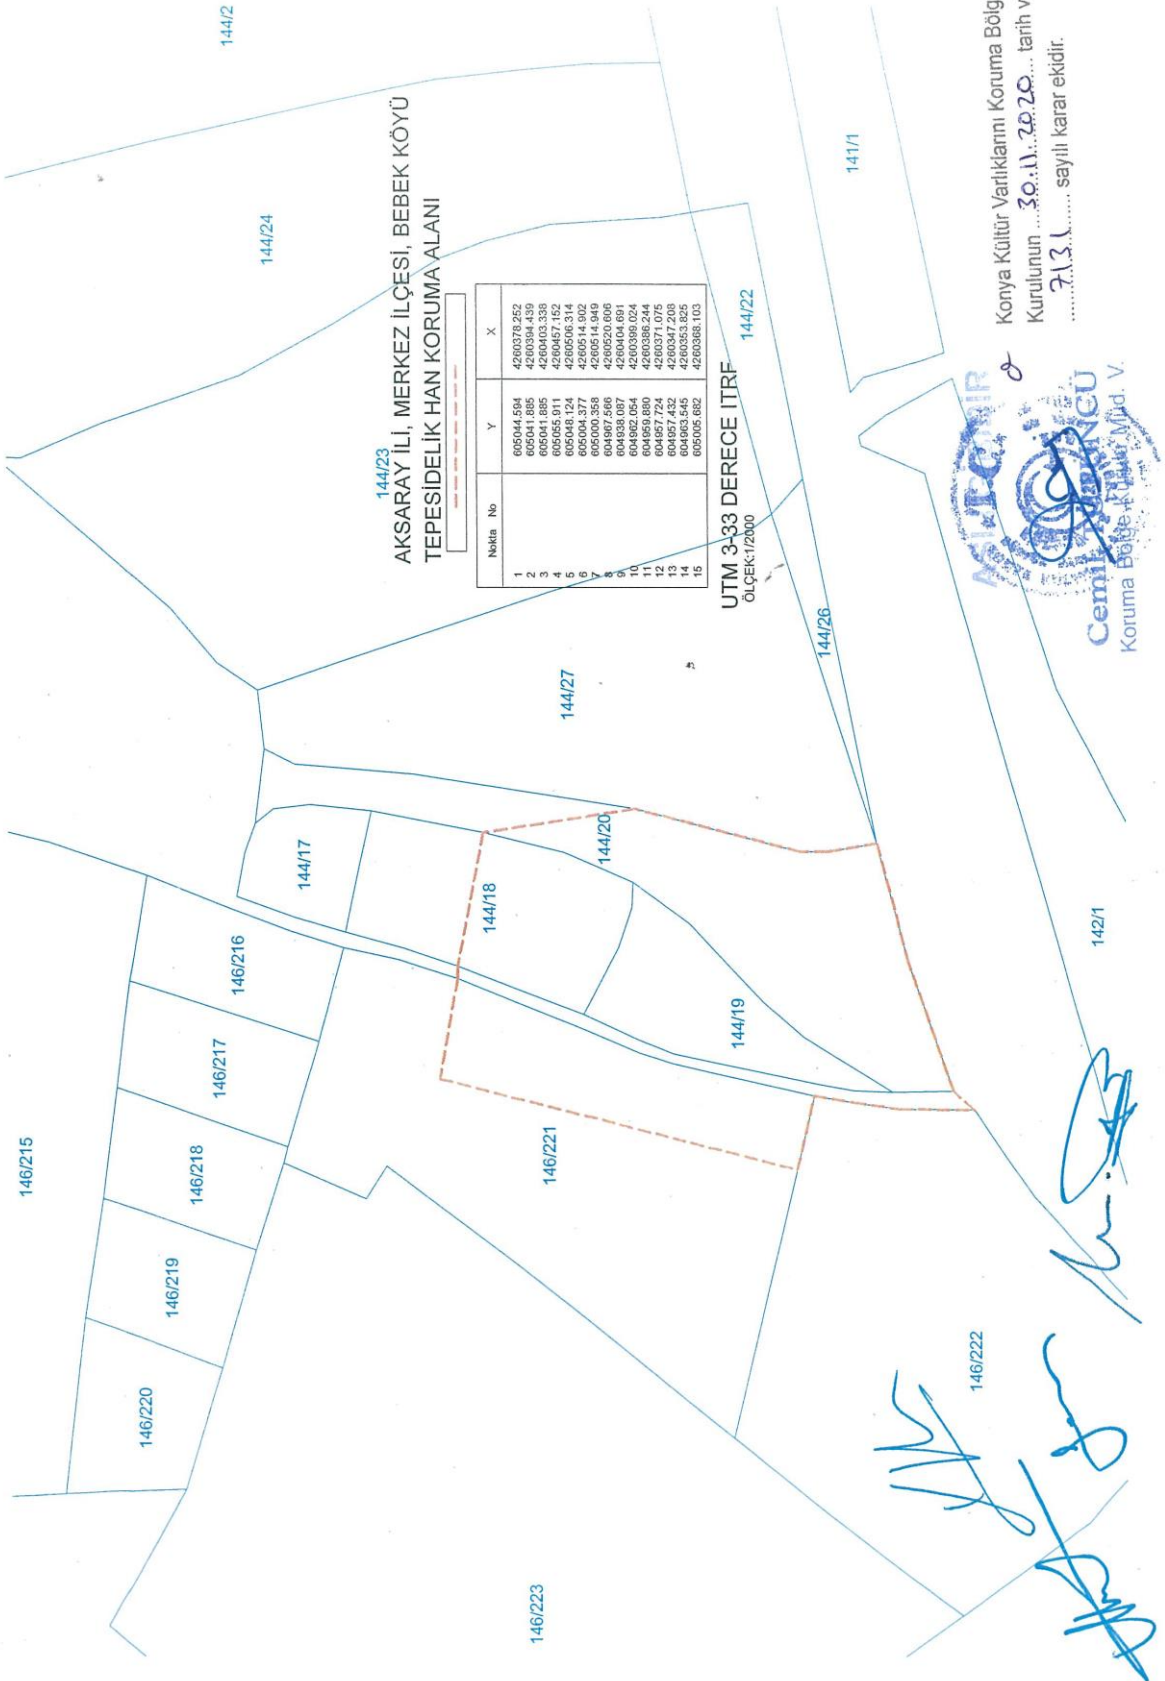 144/2
144/24
144/23
AKSARAY İLİ, MERKEZ İLÇESİ, BEBEK KÖYÜ
TEPESİDELİK HAN KORUMA ALANI
Nokta No Y X
1 605044.594 4260378.252
2 605041.885 4260394.439
3 605041.885 4260403.338
4 605055.911 4260457.152
5 605048.124 4260506.314
6 605004.377 4260514.902
7 605000.358 4260514.949
8 604967.566 4260520.606
9 604938.087 4260404.691
10 604962.054 4260399.024
11 604959.880 4260386.244
12 604957.724 4260371.075
13 604957.432 4260347.208
14 604963.545 4260353.825
15 605005.682 4260368.103
UTM 3-33 DERECE ITRF
ÖLÇEK:1/2000
144/22
141/1
144/27
144/26
144/17
144/18
144/20
144/19
142/1
146/215
146/216
146/217
146/218
146/219
146/220
146/221
146/222
146/223
Konya Kültür Varlıklarını Koruma Bölg
Kurulunun ....30.11.2020.... tarih v
.........7131...... sayılı karar ekidir.
ASLI GİBİDİR
Koruma Bölge Kurulu Müd. V.